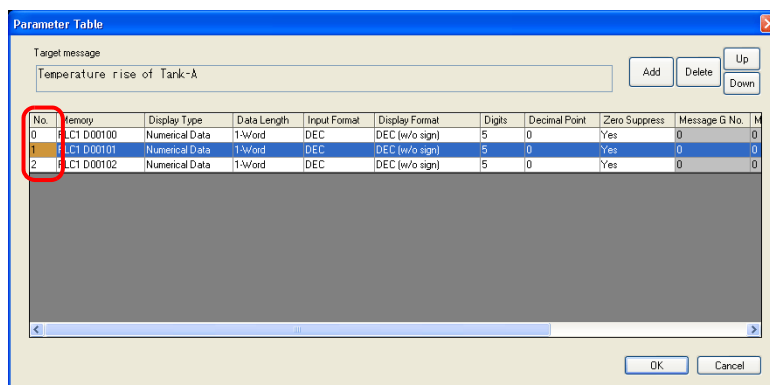 Parameter Table
Target message
Temperature rise of Tank-A
Add Delete Up
Down
No. Memory Display Type Data Length Input Format Display Format Digits Decimal Point Zero Suppress Message G No. M
0 PLC1 D00100 Numerical Data 1-Word DEC DEC (w/o sign) 5 0 Yes 0 0
1 PLC1 D00101 Numerical Data 1-Word DEC DEC (w/o sign) 5 0 Yes 0 0
2 PLC1 D00102 Numerical Data 1-Word DEC DEC (w/o sign) 5 0 Yes 0 0
OK Cancel